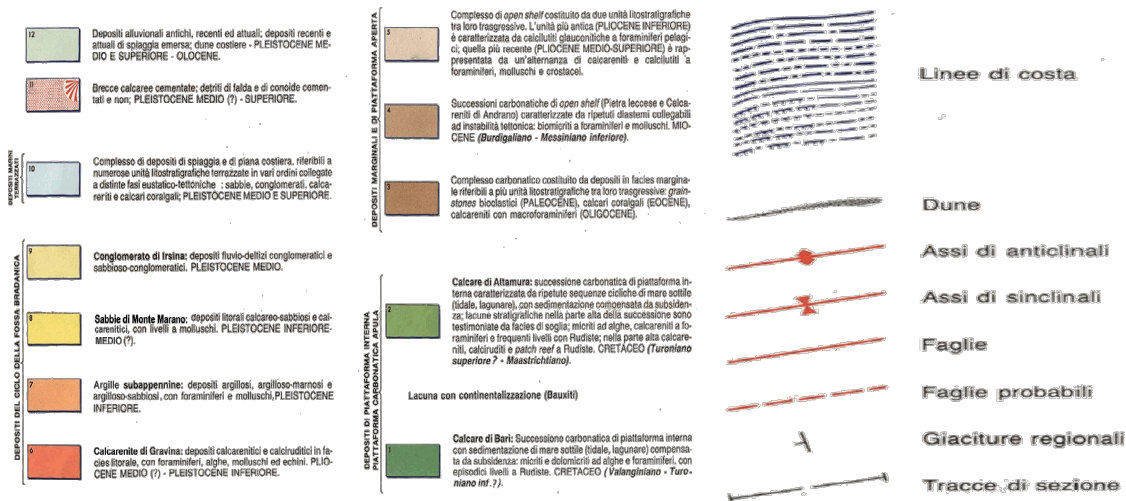 12
Depositi alluvionali antichi, recenti ed attuali; depositi recenti e
attuali di spiaggia emersa; dune costiere - PLEISTOCENE ME-
DIO E SUPERIORE - OLOCENE.
11
Brecce calcaree cementate; detriti di falda e di conoide cemen-
tati e non; PLEISTOCENE MEDIO (?) - SUPERIORE.
DEPOSITI MARINI
TERRAZZATI
10
Complesso di depositi di spiaggia e di piana costiera, riferibili a
numerose unità litostratigrafiche terrazzate in vari ordini collegate
a distinte fasi eustatico-tettoniche : sabbie, conglomerati, calca-
reriti e calcari coralgali; PLEISTOCENE MEDIO E SUPERIORE.
DEPOSITI DEL CICLO DELLA FOSSA BRADANICA
9
Conglomerato di Irsina: depositi fluvio-deltizi conglomeratici e
sabbioso-conglomeratici. PLEISTOCENE MEDIO.
8
Sabbie di Monte Marano: depositi litorali calcareo-sabbiosi e cal-
carenitici, con livelli a molluschi. PLEISTOCENE INFERIORE-
MEDIO (?).
7
Argille subappennine: depositi argillosi, argilloso-marnosi e
argilloso-sabbiosi, con foraminiferi e molluschi, PLEISTOCENE
INFERIORE.
6
Calcarenite di Gravina: depositi calcarenitici e calciruditici in fa-
cies litorale, con foraminiferi, alghe, molluschi ed echini. PLIO-
CENE MEDIO (?) - PLEISTOCENE INFERIORE.
DEPOSITI MARGINALI E DI PIATTAFORMA APERTA
5
Complesso di open shelf costituito da due unità litostratigrafiche
tra loro trasgressive. L'unità più antica (PLIOCENE INFERIORE)
è caratterizzata da calcilutiti glauconitiche a foraminiferi pelagi-
ci; quella più recente (PLIOCENE MEDIO-SUPERIORE) è rap-
presentata da un'alternanza di calcareniti e calcilutiti a
foraminiferi, molluschi e crostacei.
4
Successioni carbonatiche di open shelf (Pietra leccese e Calca-
reniti di Andrano) caratterizzate da ripetuti diastemi collegabili
ad instabilità tettonica: biomicriti a foraminiferi e molluschi. MIO-
CENE (Burdigaliano - Messiniano inferiore).
3
Complesso carbonatico costituito da depositi in facies margina-
le riferibili a più unità litostratigrafiche tra loro trasgressive: grain-
stones bioclastici (PALEOCENE), calcari coralgali (EOCENE),
calcareniti con macroforaminiferi (OLIGOCENE).
DEPOSITI DI PIATTAFORMA INTERNA
PIATTAFORMA CARBONATICA APULA
2
Calcare di Altamura: successione carbonatica di piattaforma in-
terna caratterizzata da ripetute sequenze cicliche di mare sottile
(tidale, lagunare), con sedimentazione compensata da subsiden-
za; lacune stratigrafiche nella parte alta della successione sono
testimoniate da facies di soglia; micriti ad alghe, calcareniti a fo-
raminiferi e frequenti livelli con Rudiste; nella parte alta calcare-
niti, calciruditi e patch reef a Rudiste. CRETACEO (Turoniano
superiore? - Maastrichtiano).
Lacuna con continentalizzazione (Bauxiti)
1
Calcare di Bari: Successione carbonatica di piattaforma interna
con sedimentazione di mare sottile (tidale, lagunare) compensa-
ta da subsidenza: micriti e dolomicriti ad alghe e foraminiferi, con
episodici livelli a Rudiste. CRETACEO (Valanginiano - Turo-
niano inf.?).
Linee di costa
Dune
Assi di anticlinali
Assi di sinclinali
Faglie
Faglie probabili
Giaciture regionali
Tracce di sezione